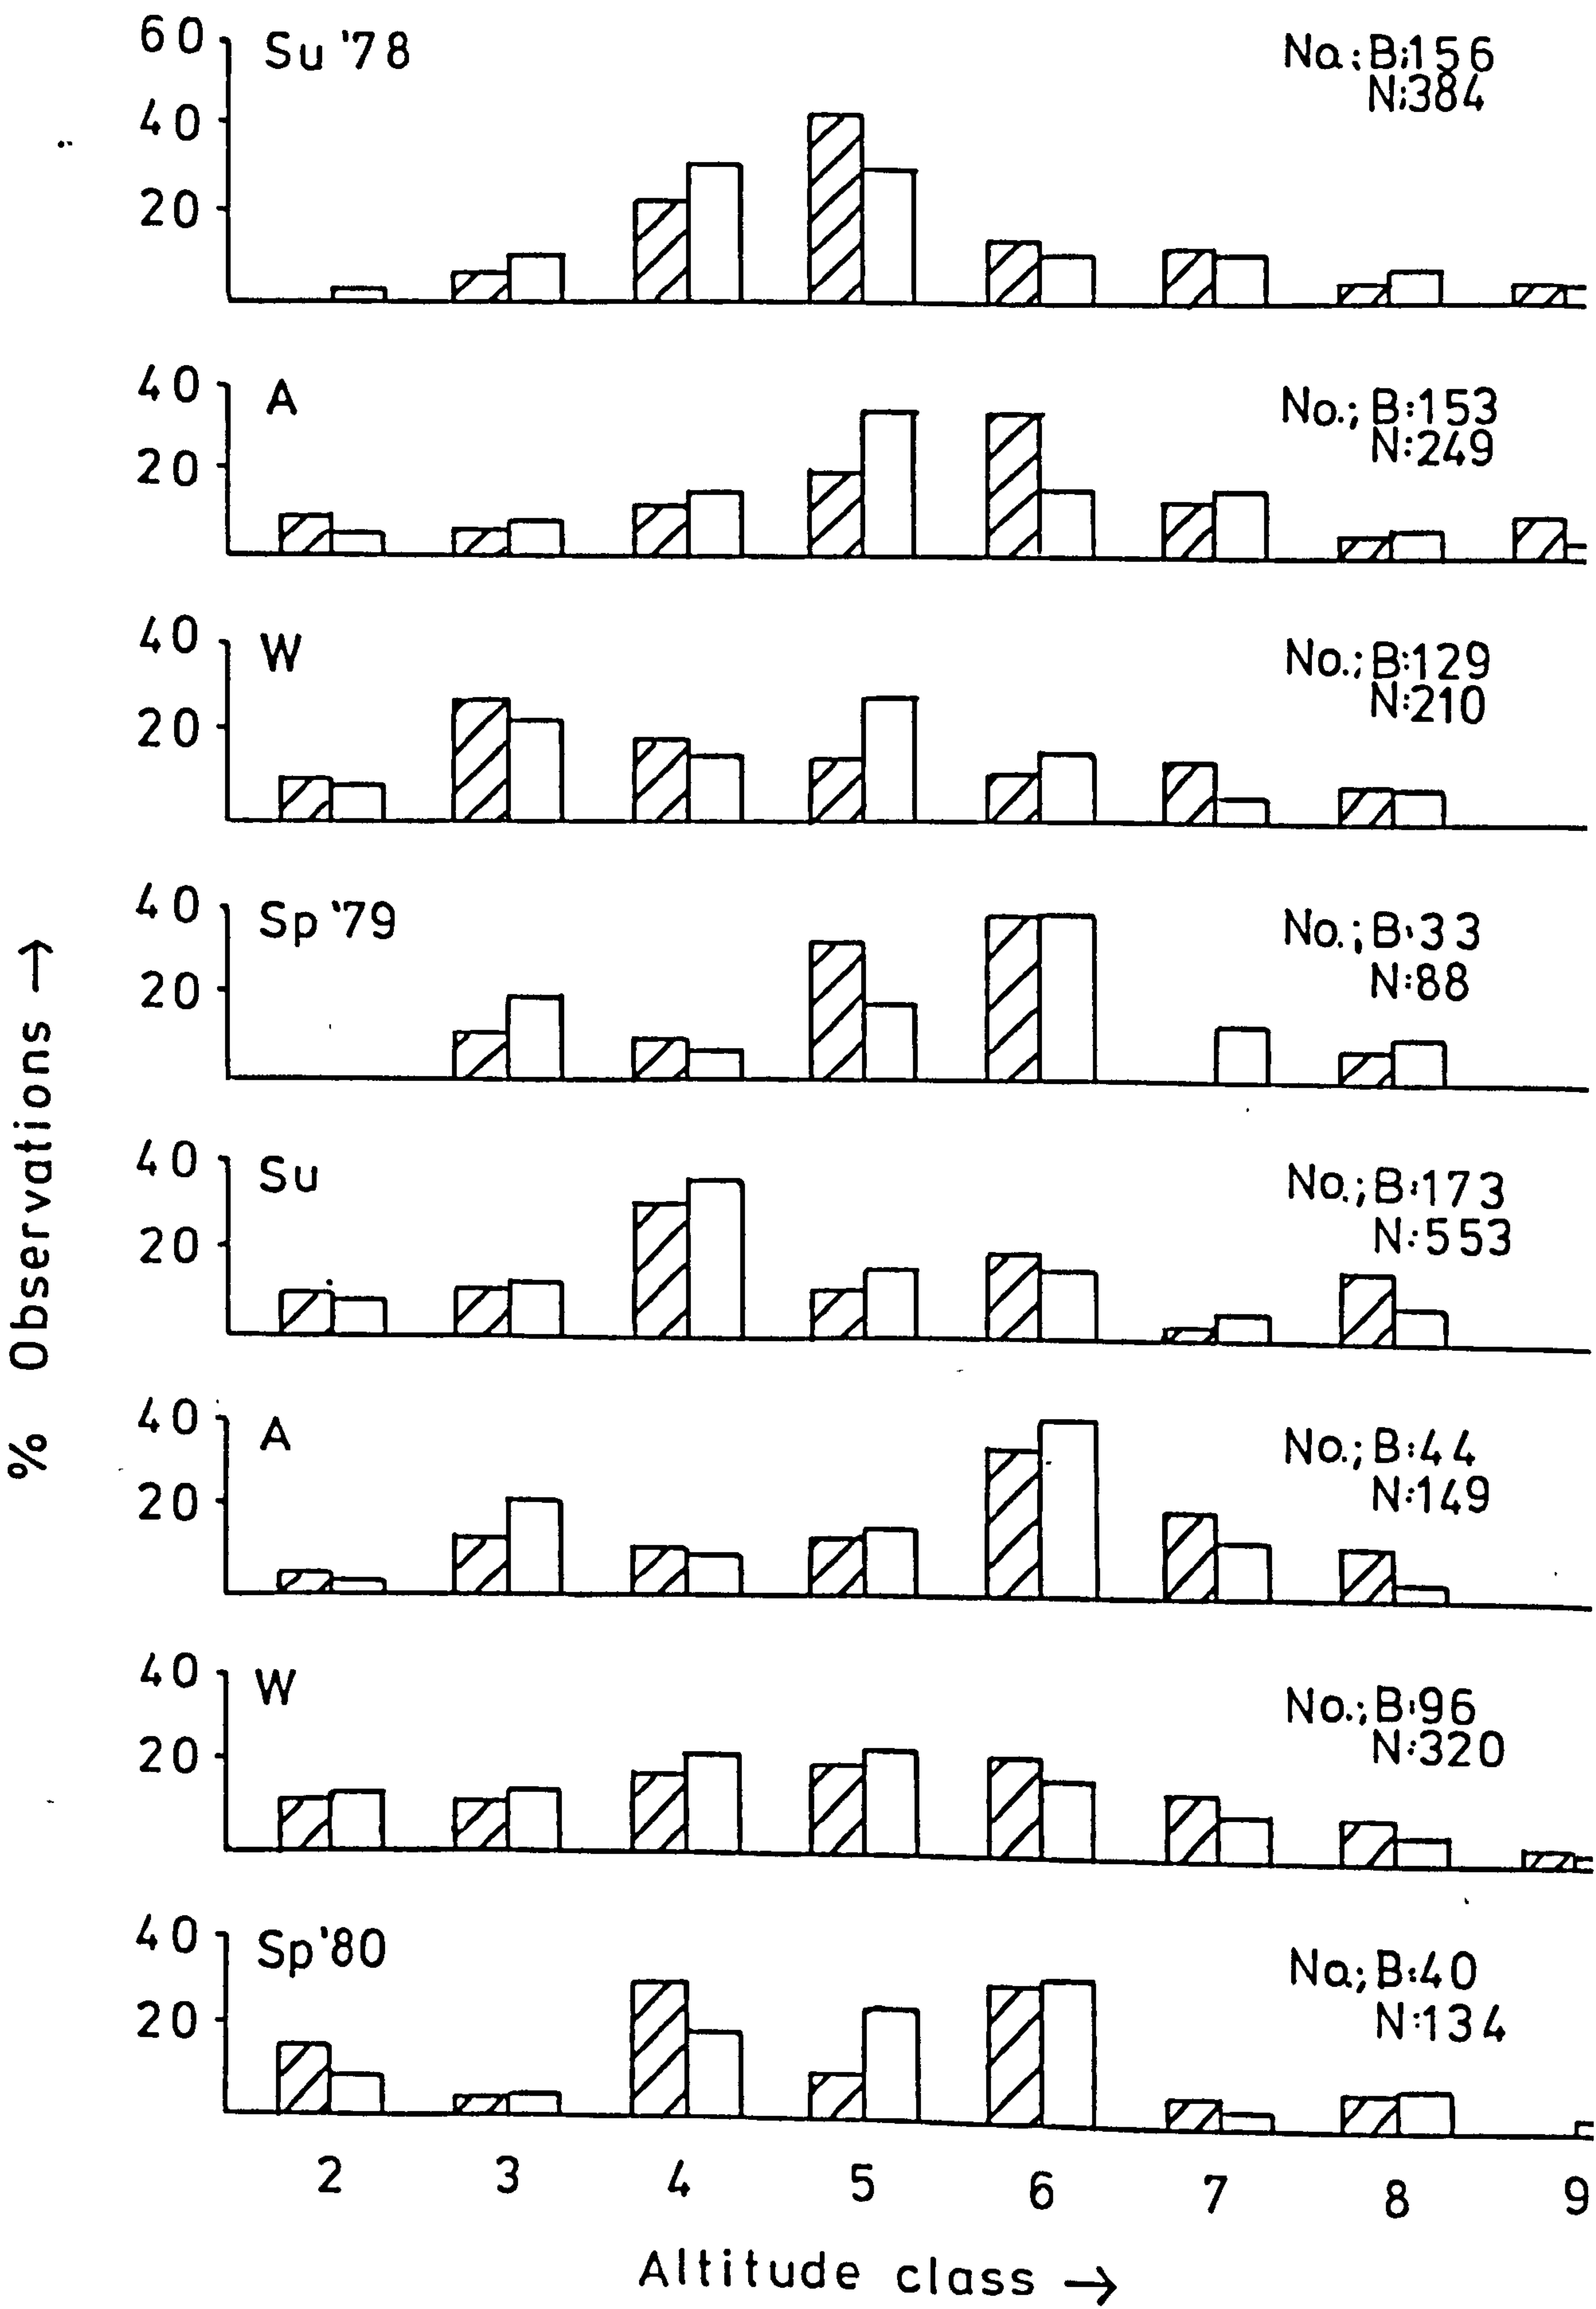 60
Su '78
No.; B:156
N:384
40
20
40
A
No.; B:153
N:249
20
40
W
No.; B:129
N:210
20
40
Sp '79
No.; B:33
N:88
20
40
Su
No.; B:173
N:553
20
40
A
No.; B:44
N:149
20
40
W
No.; B:96
N:320
20
40
Sp '80
No.; B:40
N:134
20
% Observations →
2 3 4 5 6 7 8 9
Altitude class →